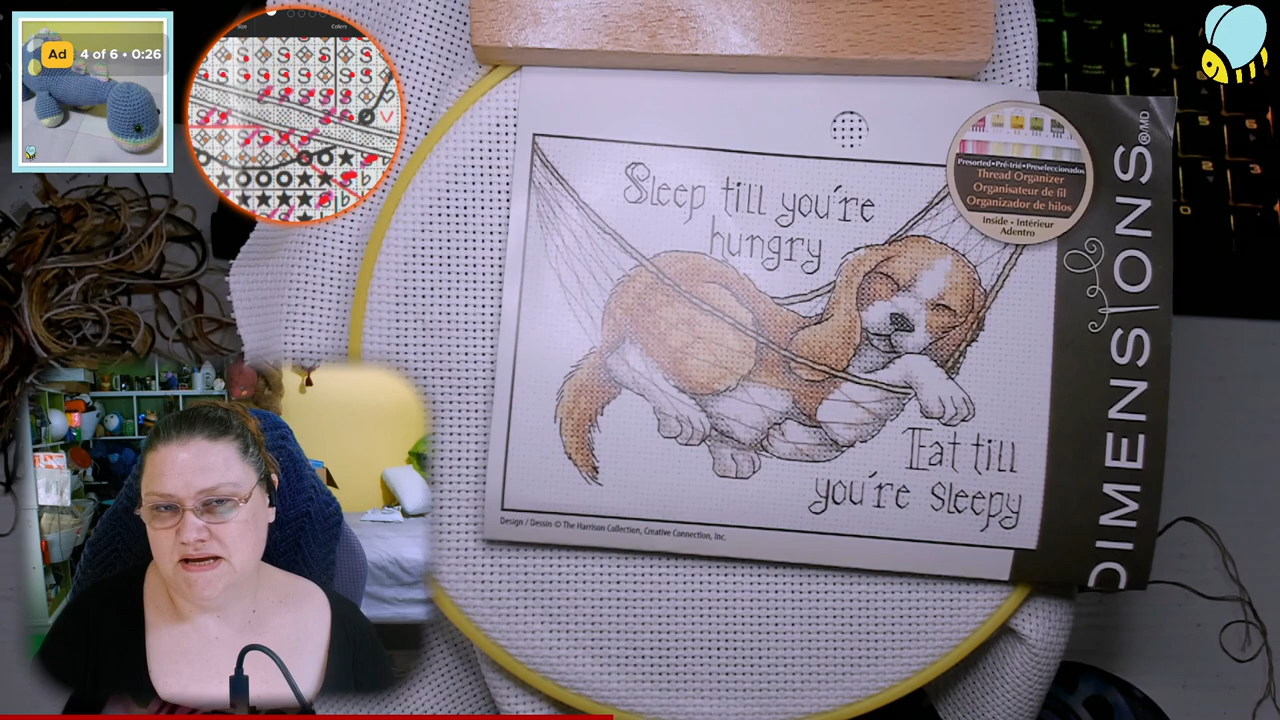 Ad 4 of 6 • 0:26
Size
Colors
Sleep till you're
hungry
Eat till
you're sleepy
Design / Dessin © The Harrison Collection, Creative Connection, Inc.
Presorted•Pré-trié•Preseleccionados
Thread Organizer
Organisateur de fil
Organizador de hilos
Inside • Intérieur
Adentro
DIMENSIONS®/MD